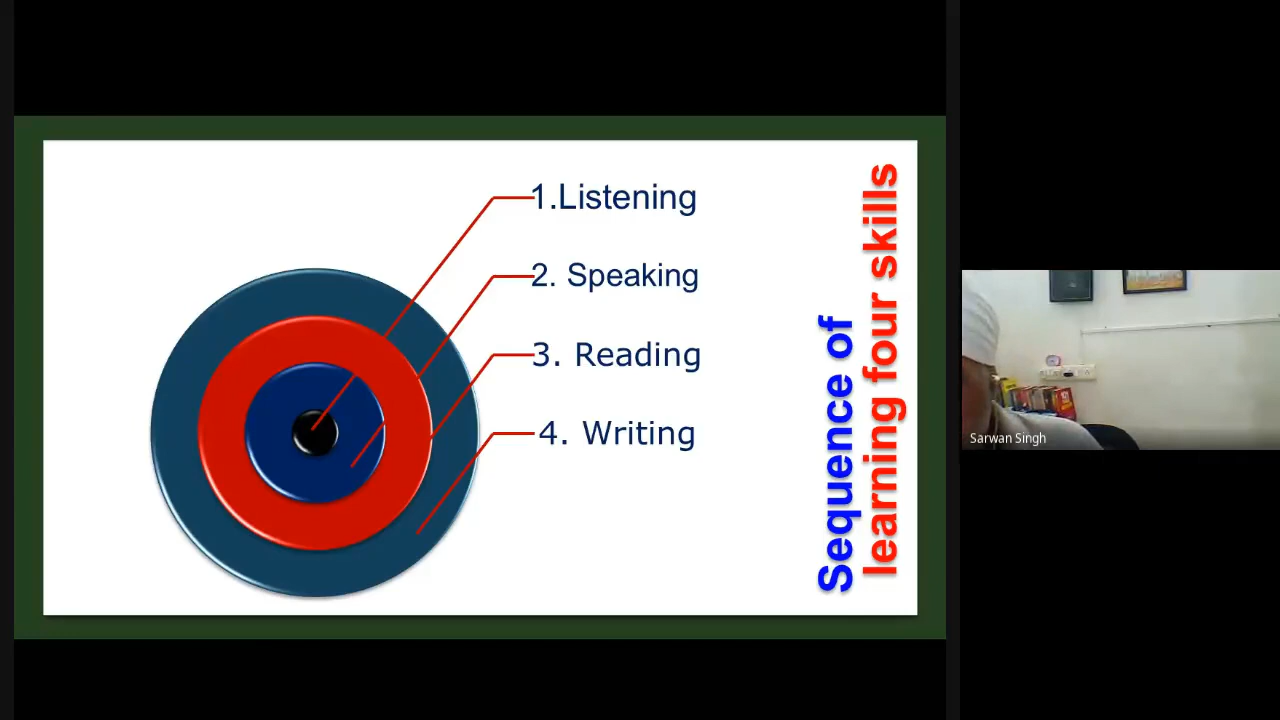 1.Listening
2. Speaking
3. Reading
4. Writing
Sequence of
learning four skills
Sarwan Singh